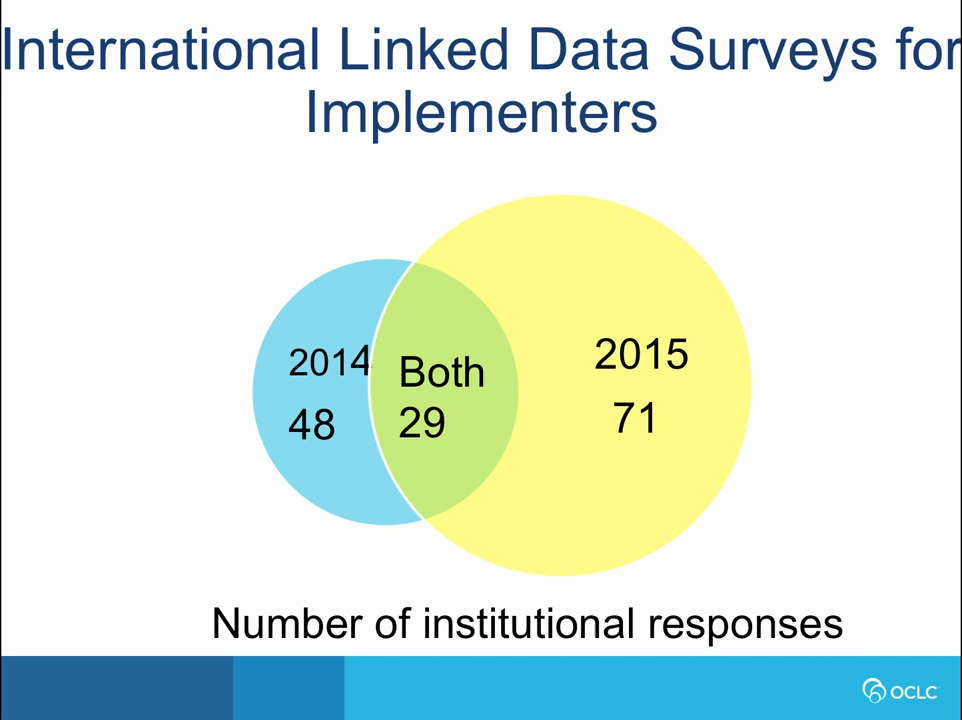 International Linked Data Surveys for
Implementers
2014
48
Both
29
2015
71
Number of institutional responses
OCLC